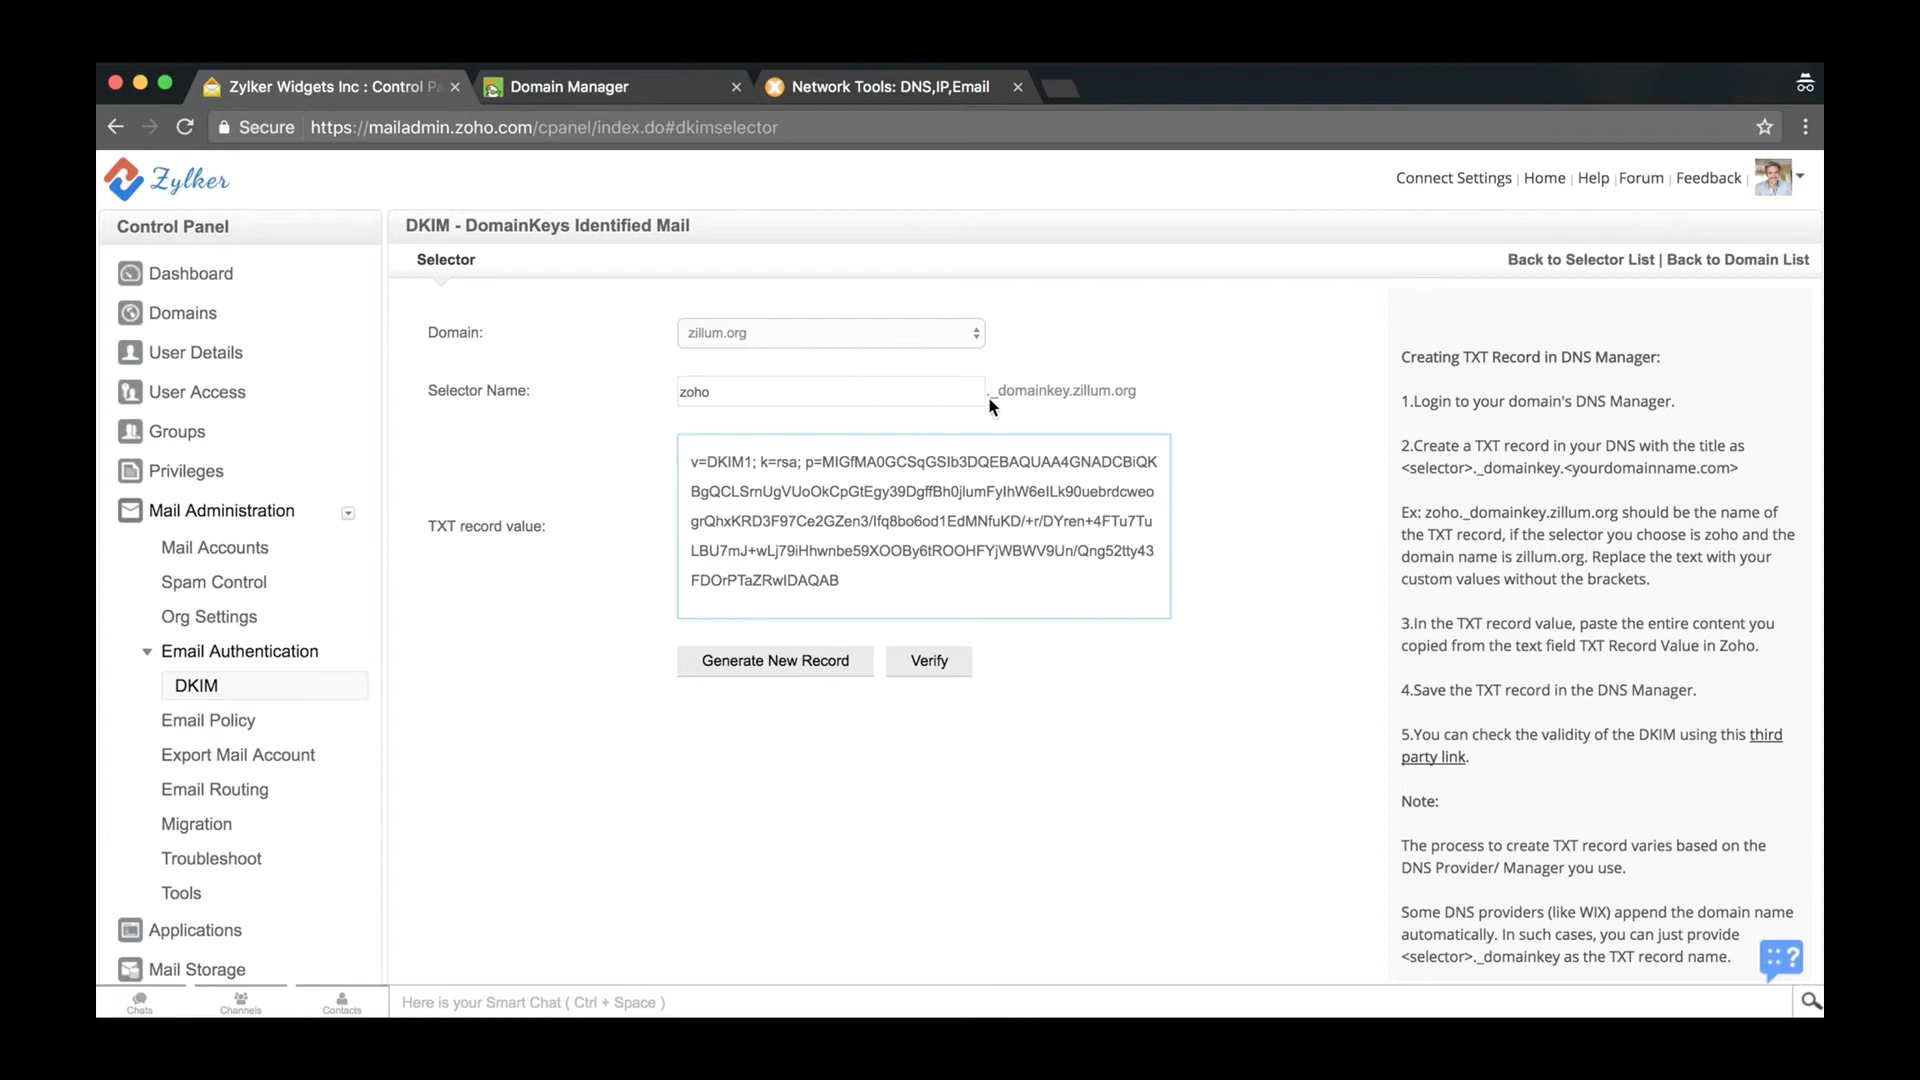 Zylker Widgets Inc : Control Pa
Domain Manager
Network Tools: DNS,IP,Email
Secure https://mailadmin.zoho.com/cpanel/index.do#dkimselector
Zylker
Connect Settings | Home | Help | Forum | Feedback
Control Panel
Dashboard
Domains
User Details
User Access
Groups
Privileges
Mail Administration
Mail Accounts
Spam Control
Org Settings
Email Authentication
DKIM
Email Policy
Export Mail Account
Email Routing
Migration
Troubleshoot
Tools
Applications
Mail Storage
Chats
Channels
Contacts
DKIM - DomainKeys Identified Mail
Selector
Back to Selector List | Back to Domain List
Domain:
zillum.org
Selector Name:
zoho
._domainkey.zillum.org
TXT record value:
v=DKIM1; k=rsa; p=MIGfMA0GCSqGSIb3DQEBAQUAA4GNADCBiQK
BgQCLSrnUgVUoOkCpGtEgy39DgffBh0jlumFyIhW6eILk90uebrdcweo
grQhxKRD3F97Ce2GZen3/lfq8bo6od1EdMNfuKD/+r/DYren+4FTu7Tu
LBU7mJ+wLj79iHhwnbe59XOOBy6tROOHFYjWBWV9Un/Qng52tty43
FDOrPTaZRwIDAQAB
Generate New Record
Verify
Creating TXT Record in DNS Manager:
1.Login to your domain's DNS Manager.
2.Create a TXT record in your DNS with the title as
<selector>._domainkey.<yourdomainname.com>
Ex: zoho._domainkey.zillum.org should be the name of
the TXT record, if the selector you choose is zoho and the
domain name is zillum.org. Replace the text with your
custom values without the brackets.
3.In the TXT record value, paste the entire content you
copied from the text field TXT Record Value in Zoho.
4.Save the TXT record in the DNS Manager.
5.You can check the validity of the DKIM using this third
party link.
Note:
The process to create TXT record varies based on the
DNS Provider/ Manager you use.
Some DNS providers (like WIX) append the domain name
automatically. In such cases, you can just provide
<selector>._domainkey as the TXT record name.
Here is your Smart Chat ( Ctrl + Space )